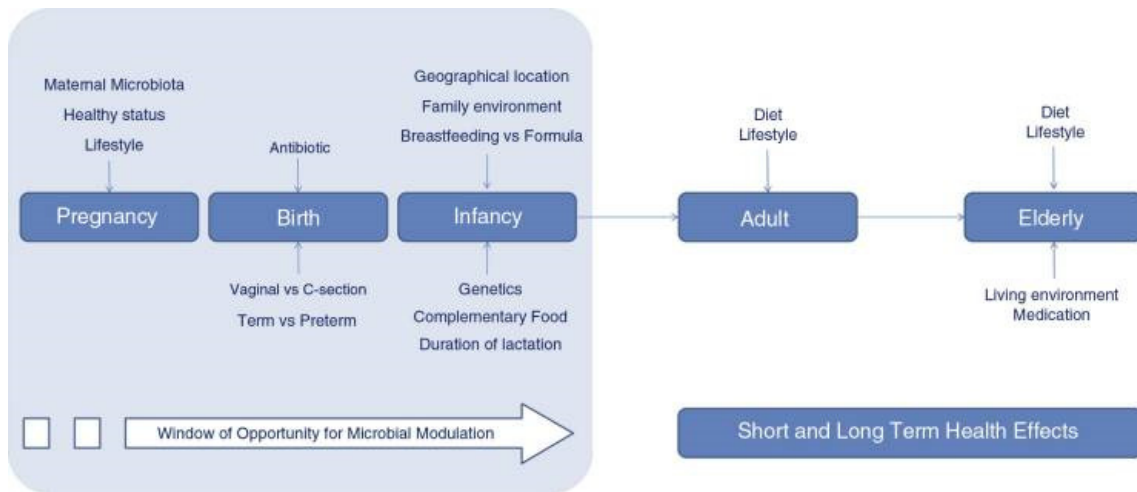 Maternal Microbiota
Healthy status
Lifestyle
Pregnancy
Antibiotic
Birth
Vaginal vs C-section
Term vs Preterm
Geographical location
Family environment
Breastfeeding vs Formula
Infancy
Genetics
Complementary Food
Duration of lactation
Diet
Lifestyle
Adult
Diet
Lifestyle
Elderly
Living environment
Medication
Window of Opportunity for Microbial Modulation
Short and Long Term Health Effects